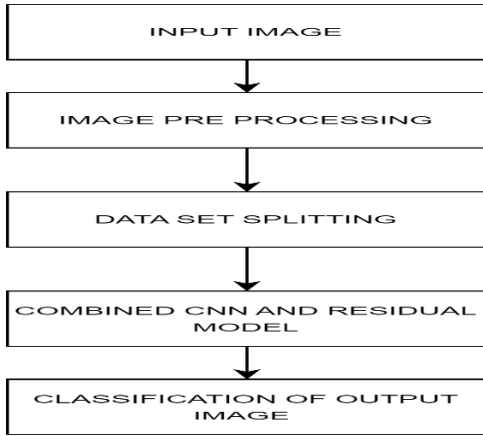 INPUT IMAGE
IMAGE PRE PROCESSING
DATA SET SPLITTING
COMBINED CNN AND RESIDUAL
MODEL
CLASSIFICATION OF OUTPUT
IMAGE